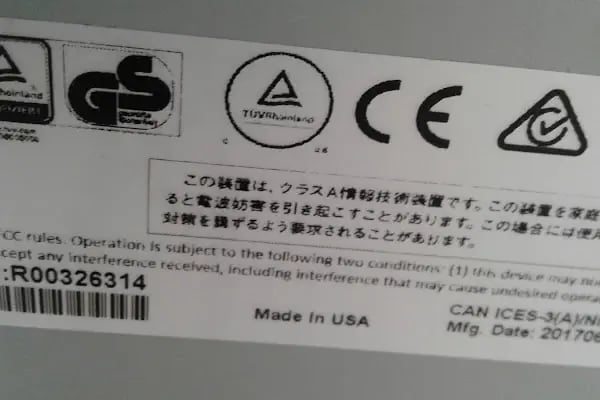 GS
TÜVRheinland
C US
CE
この装置は、クラスA情報技術装置です。この装置を家庭
ると電波妨害を引き起こすことがあります。この場合には使用
対策を講ずるよう要求されることがあります。
CC rules. Operation is subject to the following two conditions: (1) this device may no
cept any interference received, including interference that may cause undesired opera
:R00326314
Made In USA
CAN ICES-3(A)/N
Mfg. Date: 201706